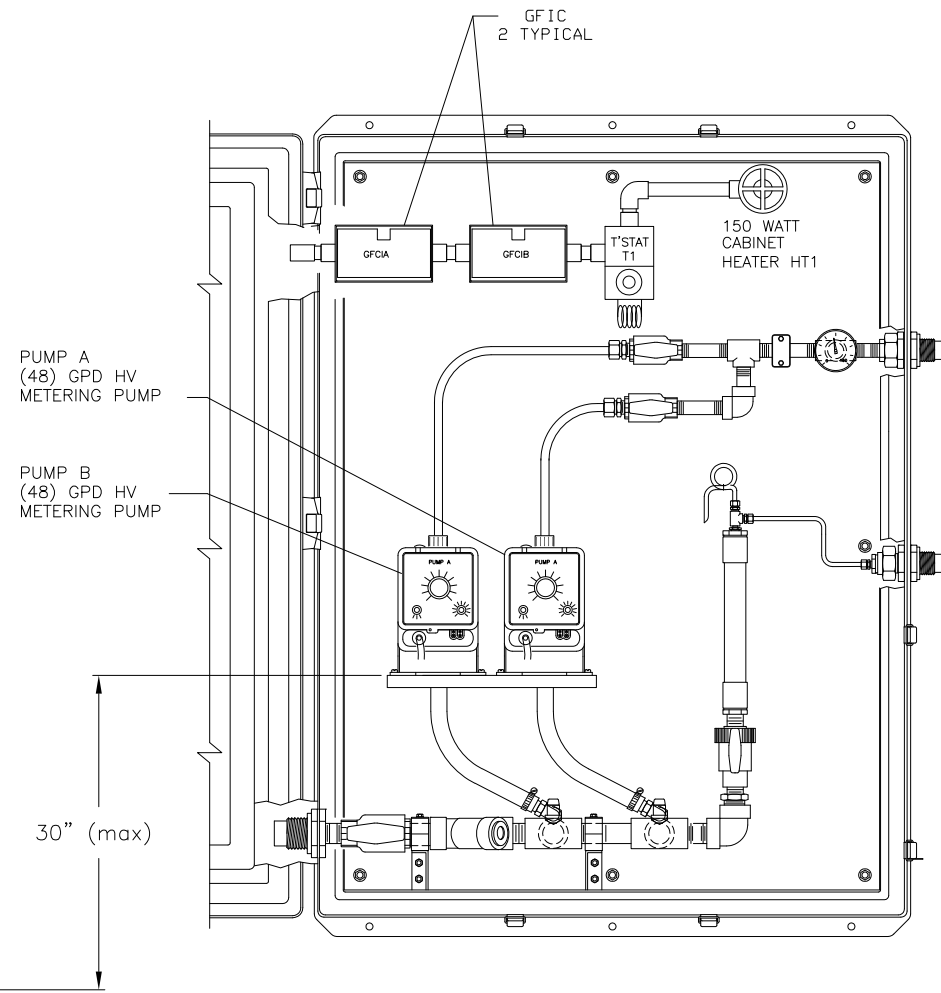 GFIC
2 TYPICAL
GFCIA
GFCIB
T'STAT
T1
150 WATT
CABINET
HEATER HT1
PUMP A
(48) GPD HV
METERING PUMP
PUMP B
(48) GPD HV
METERING PUMP
PUMP A
PUMP A
30” (max)